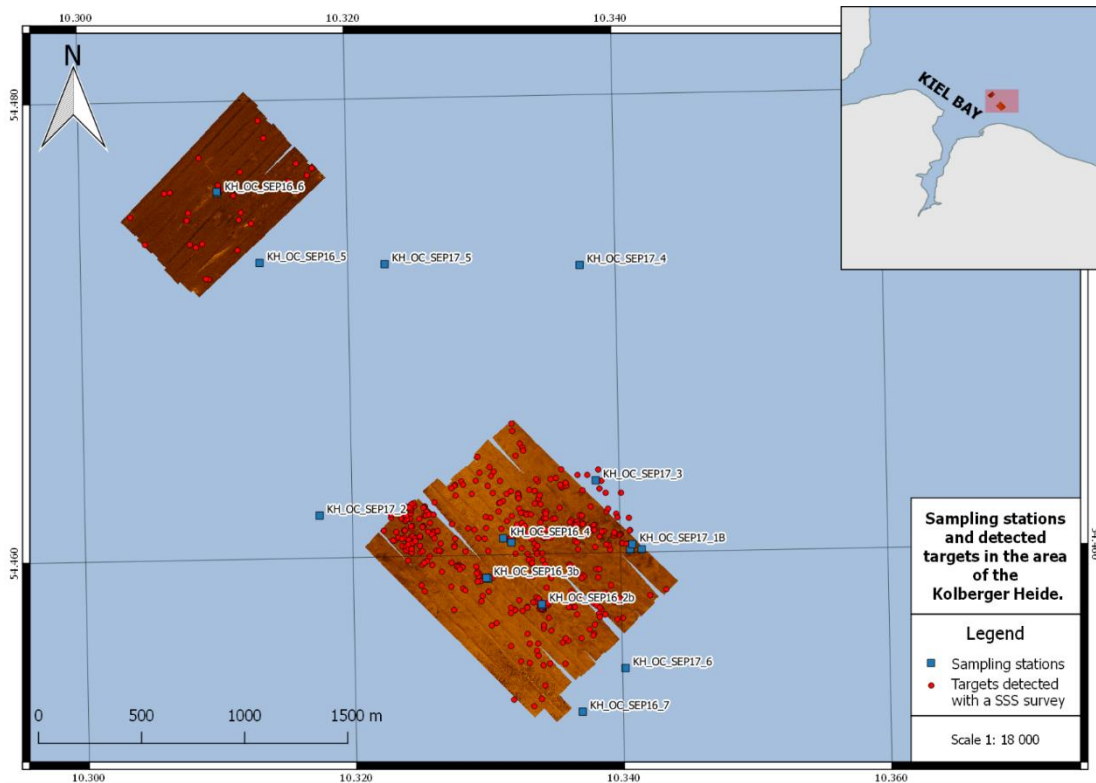 10.300
10.320
10.340
N
54.480
KIEL BAY
KH_OC_SEP16_6
KH_OC_SEP16_5
KH_OC_SEP17_5
KH_OC_SEP17_4
KH_OC_SEP17_3
KH_OC_SEP17_2
KH_OC_SEP16_4
KH_OC_SEP17_1B
54.460
KH_OC_SEP16_3b
KH_OC_SEP16_2b
KH_OC_SEP17_6
KH_OC_SEP16_7
0
500
1000
1500 m
Sampling stations
and detected
targets in the area
of the
Kolberger Heide.
Legend
Sampling stations
Targets detected
with a SSS survey
Scale 1: 18 000
10.300
10.320
10.340
10.360